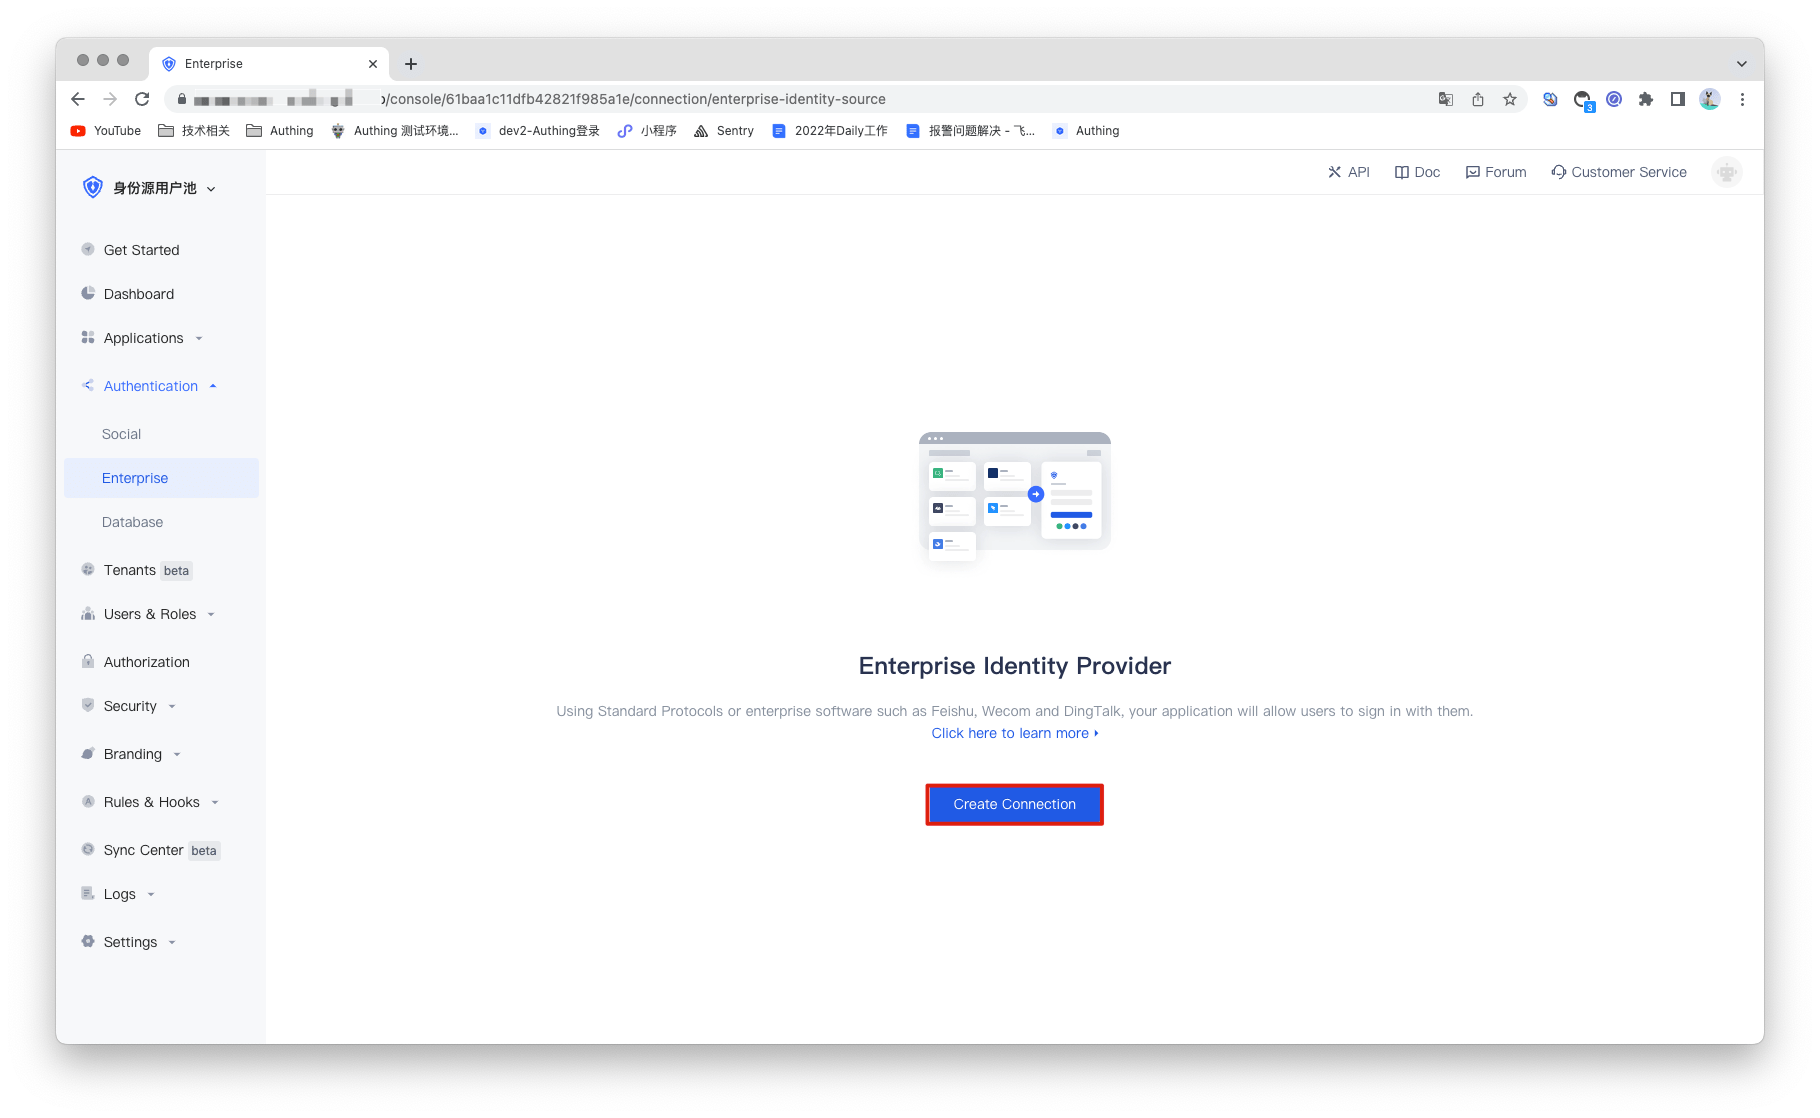 Enterprise
/console/61baa1c11dfb42821f985a1e/connection/enterprise-identity-source
3
YouTube 技术相关 Authing Authing 测试环境... dev2-Authing登录 小程序 Sentry 2022年Daily工作 报警问题解决 - 飞... Authing
身份源用户池
API Doc Forum Customer Service
Get Started
Dashboard
Applications
Authentication
Social
Enterprise
Database
Tenants beta
Users & Roles
Authorization
Security
Branding
Rules & Hooks
Sync Center beta
Logs
Settings
Enterprise Identity Provider
Using Standard Protocols or enterprise software such as Feishu, Wecom and DingTalk, your application will allow users to sign in with them.
Click here to learn more
Create Connection